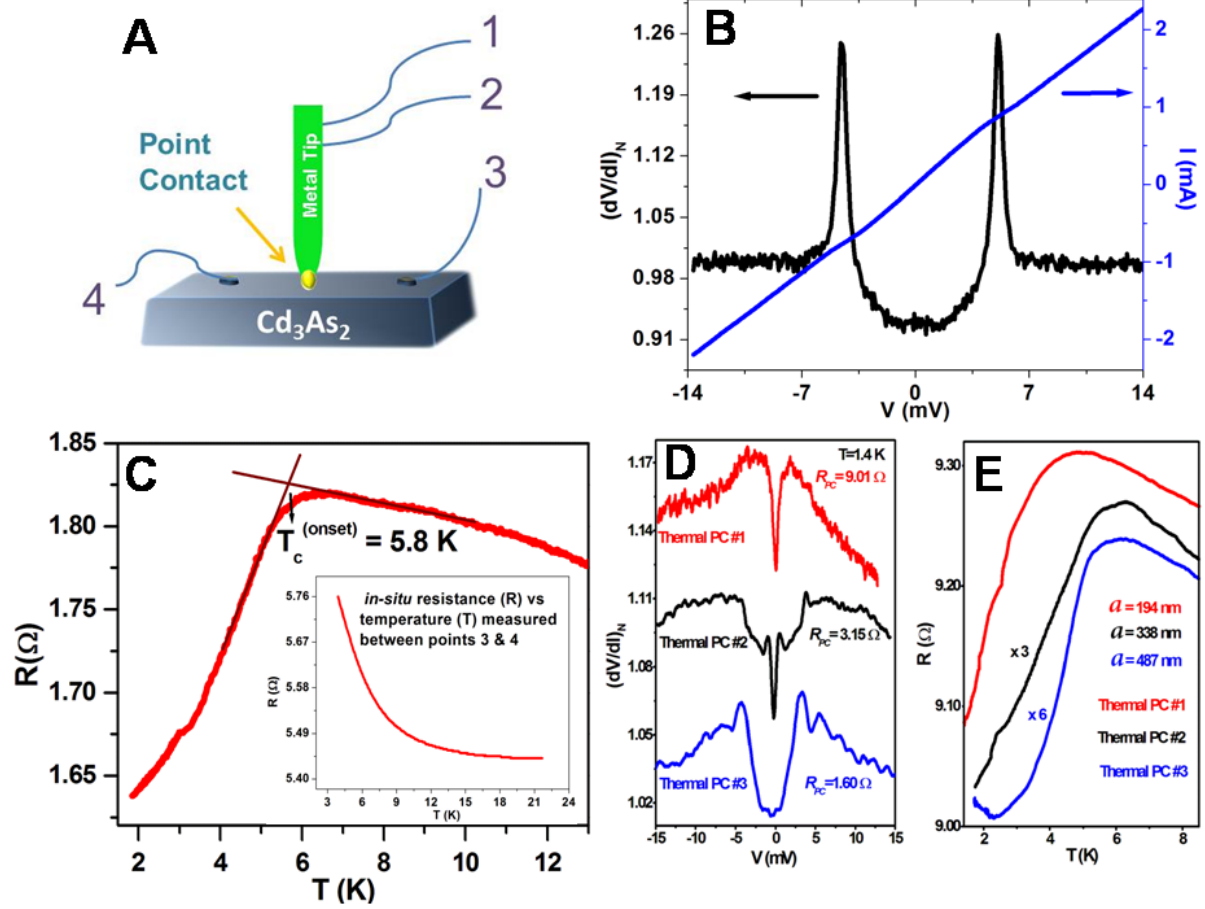 A
1
2
3
4
Point
Contact
Metal Tip
Cd₃As₂
B
1.26
1.19
1.12
1.05
0.98
0.91
(dV/dI)N
2
1
0
-1
-2
I (mA)
-14
-7
0
7
14
V (mV)
C
1.85
1.80
1.75
1.70
1.65
R(Ω)
Tc (onset) = 5.8 K
in-situ resistance (R) vs
temperature (T) measured
between points 3 & 4
5.76
5.67
5.58
5.49
5.40
R (Ω)
3 6 9 12 15 18 21 24
T (K)
2 4 6 8 10 12
T (K)
D
T=1.4 K
RPC=9.01 Ω
Thermal PC #1
Thermal PC #2
RPC=3.15 Ω
Thermal PC #3
RPC=1.60 Ω
1.17
1.14
1.11
1.08
1.05
1.02
(dV/dI)N
-15 -10 -5 0 5 10 15
V (mV)
E
9.30
9.20
9.10
9.00
R (Ω)
x 3
x 6
a = 194 nm
a = 338 nm
a = 487 nm
Thermal PC #1
Thermal PC #2
Thermal PC #3
2 4 6 8
T (K)